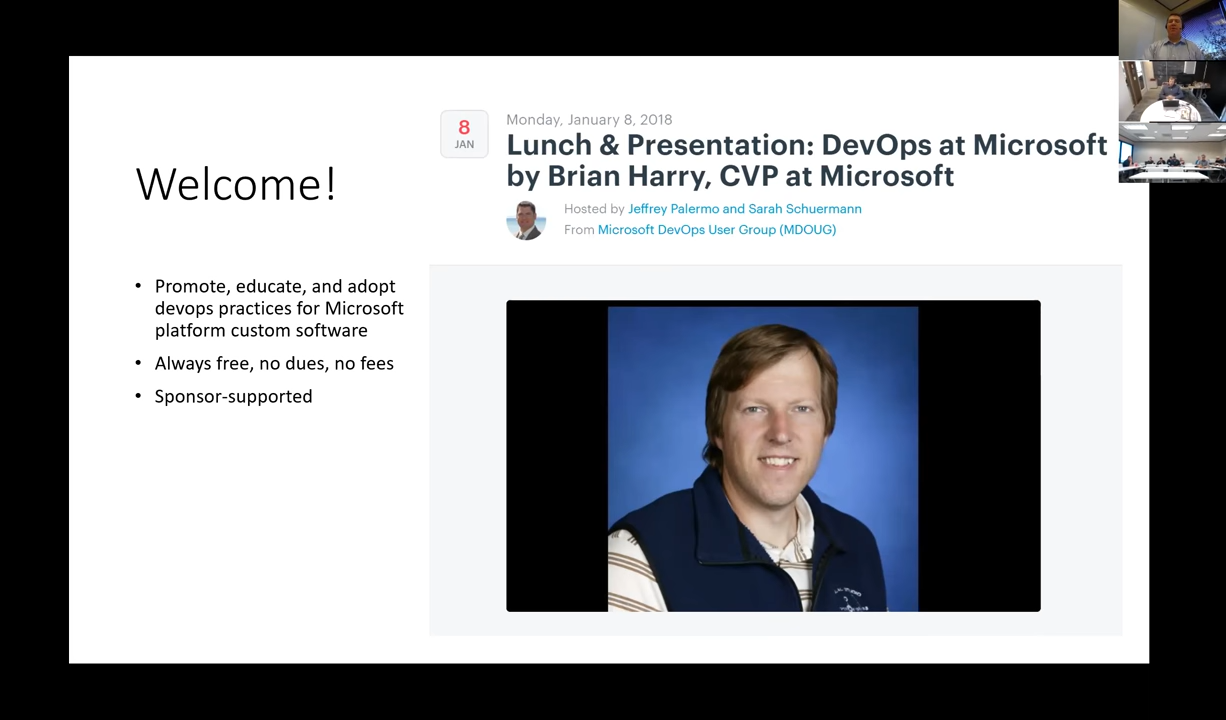 Welcome!
• Promote, educate, and adopt
devops practices for Microsoft
platform custom software
• Always free, no dues, no fees
• Sponsor-supported
8
JAN
Monday, January 8, 2018
Lunch & Presentation: DevOps at Microsoft
by Brian Harry, CVP at Microsoft
Hosted by Jeffrey Palermo and Sarah Schuermann
From Microsoft DevOps User Group (MDOUG)